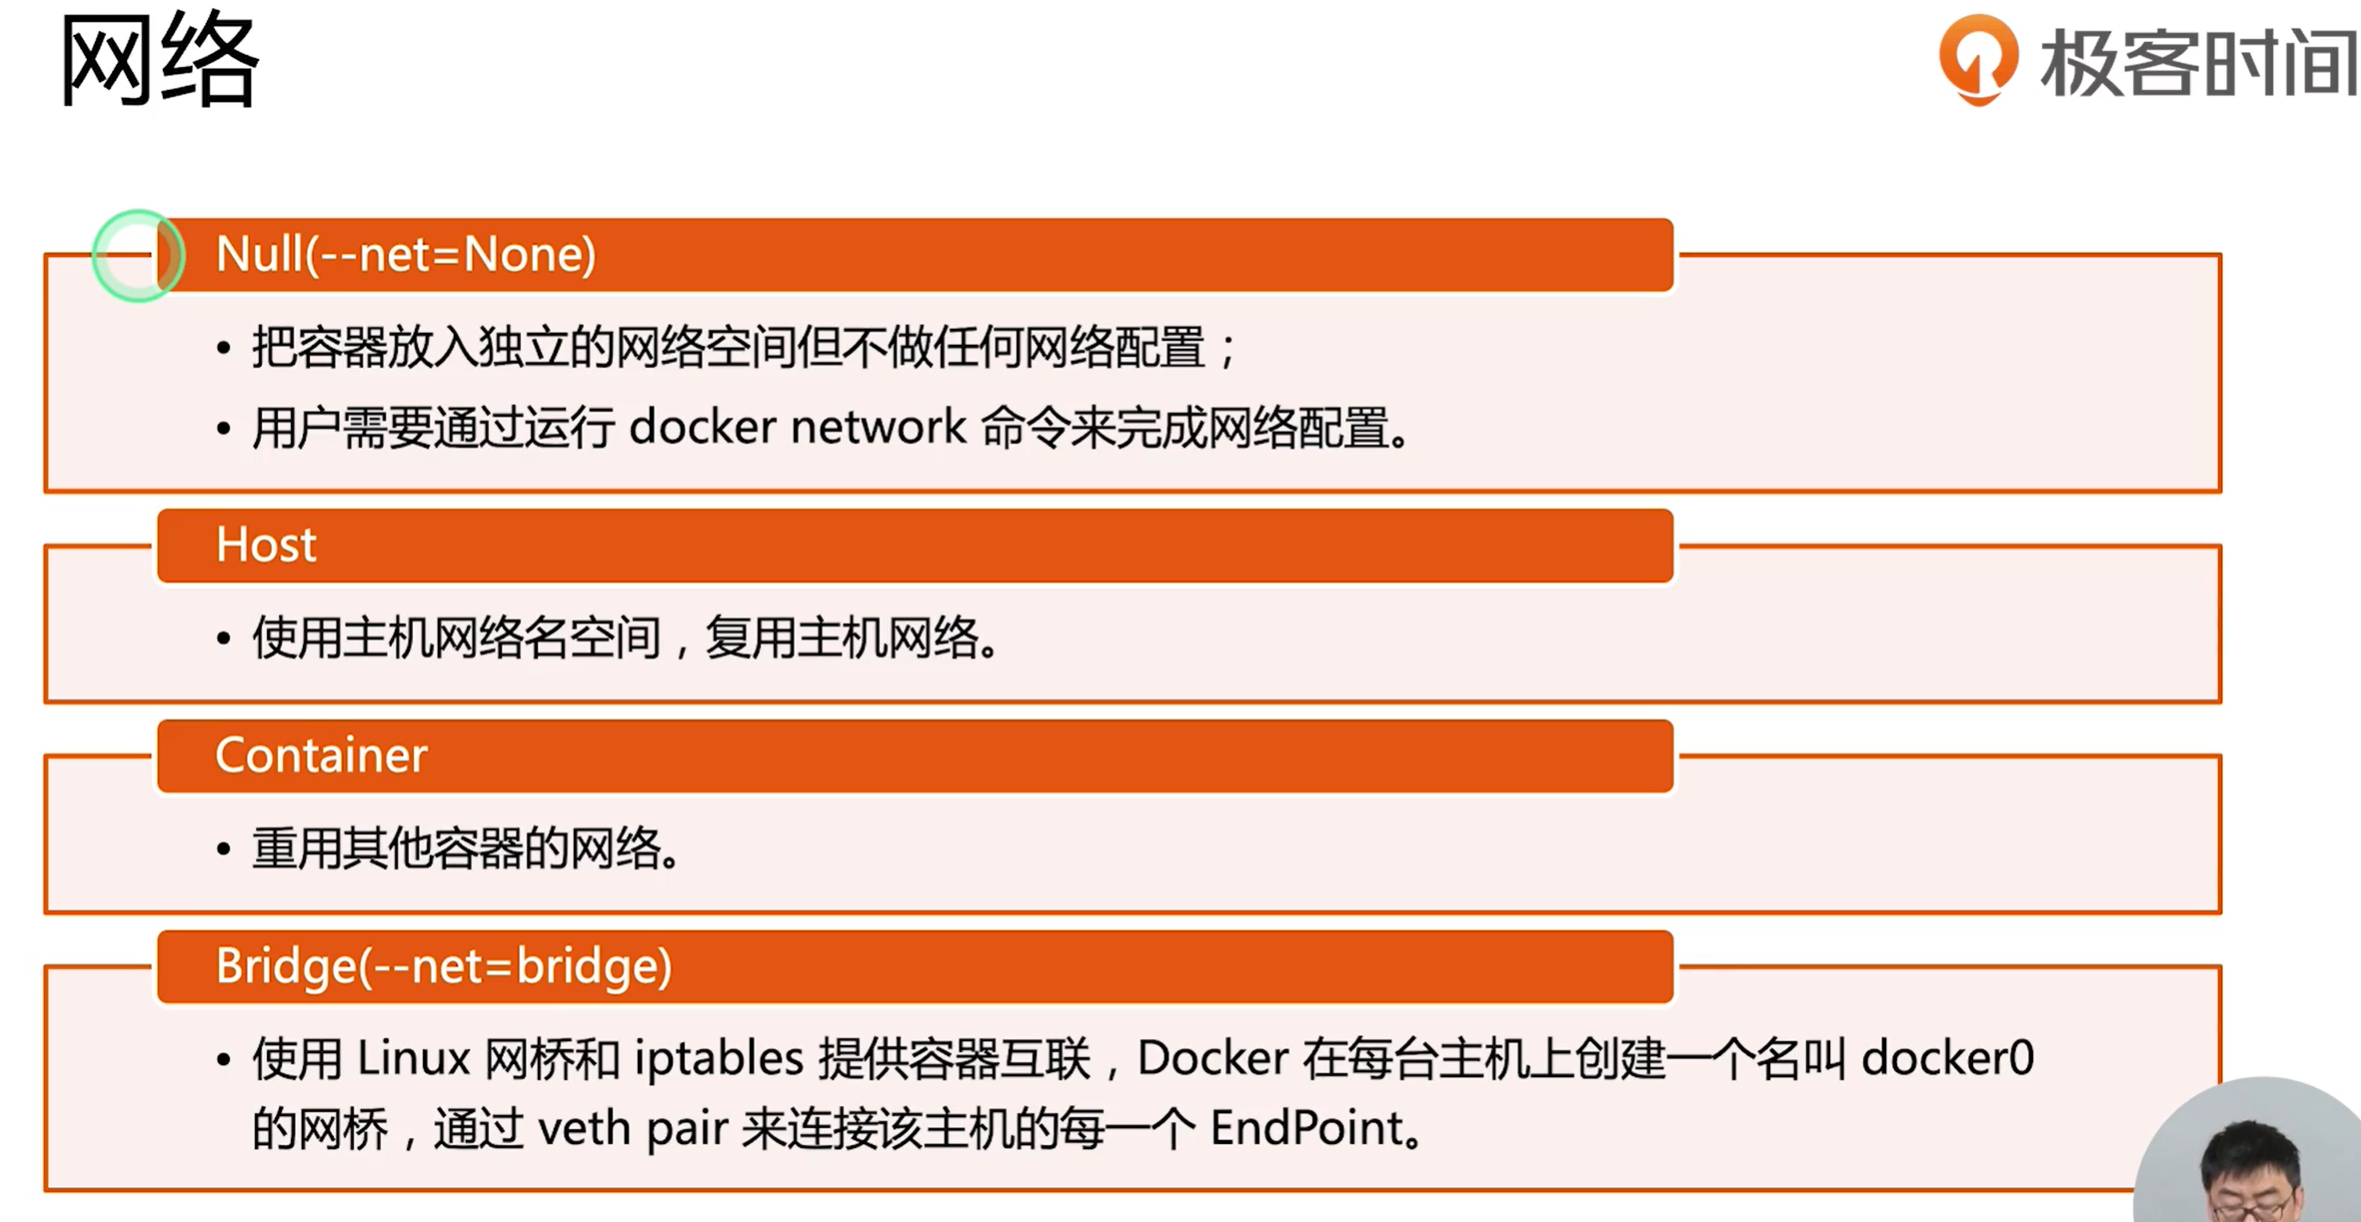 网络
极客时间
Null(--net=None)
• 把容器放入独立的网络空间但不做任何网络配置；
• 用户需要通过运行 docker network 命令来完成网络配置。
Host
• 使用主机网络名空间，复用主机网络。
Container
• 重用其他容器的网络。
Bridge(--net=bridge)
• 使用 Linux 网桥和 iptables 提供容器互联，Docker 在每台主机上创建一个名叫 docker0
的网桥，通过 veth pair 来连接该主机的每一个 EndPoint。